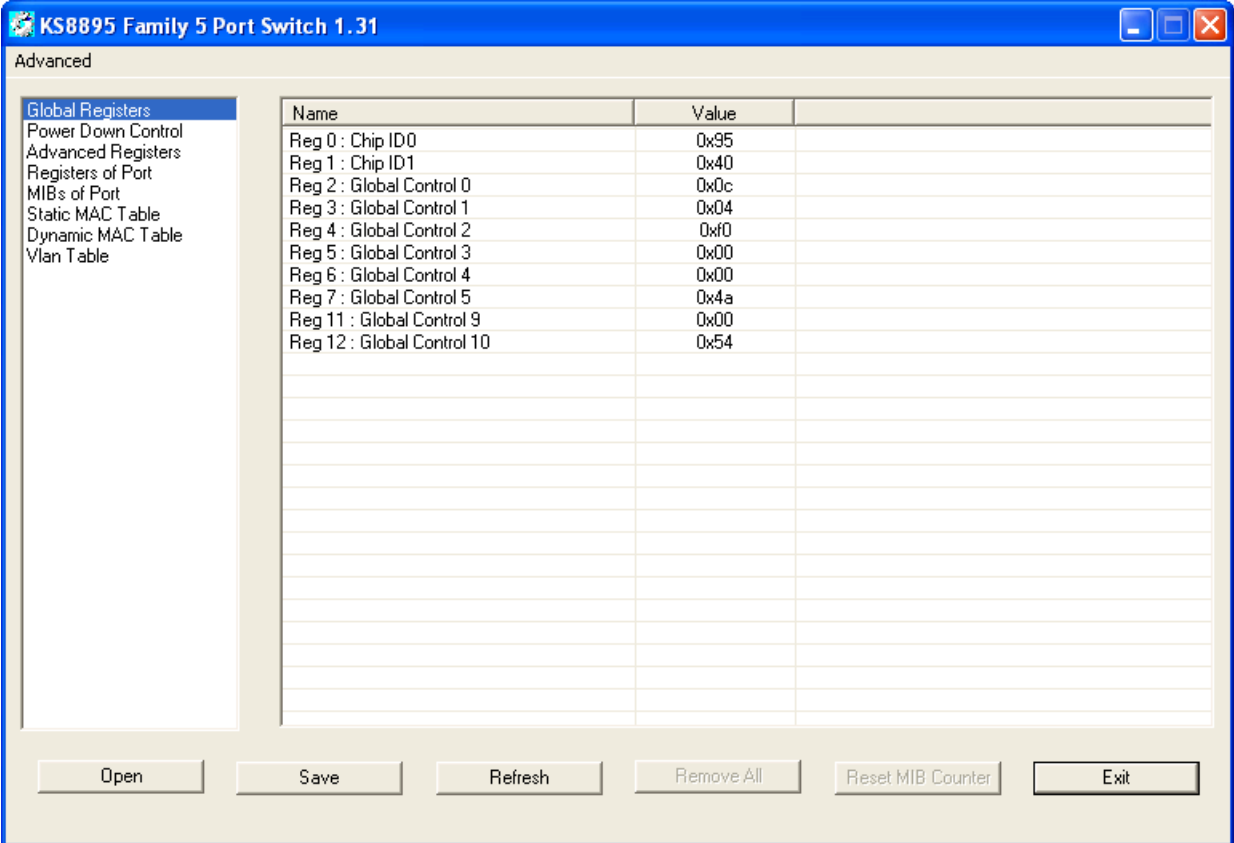 KS8895 Family 5 Port Switch 1.31
Advanced
Global Registers
Power Down Control
Advanced Registers
Registers of Port
MIBs of Port
Static MAC Table
Dynamic MAC Table
Vlan Table
Name Value
Reg 0 : Chip ID0 0x95
Reg 1 : Chip ID1 0x40
Reg 2 : Global Control 0 0x0c
Reg 3 : Global Control 1 0x04
Reg 4 : Global Control 2 0xf0
Reg 5 : Global Control 3 0x00
Reg 6 : Global Control 4 0x00
Reg 7 : Global Control 5 0x4a
Reg 11 : Global Control 9 0x00
Reg 12 : Global Control 10 0x54
Open Save Refresh Remove All Reset MIB Counter Exit